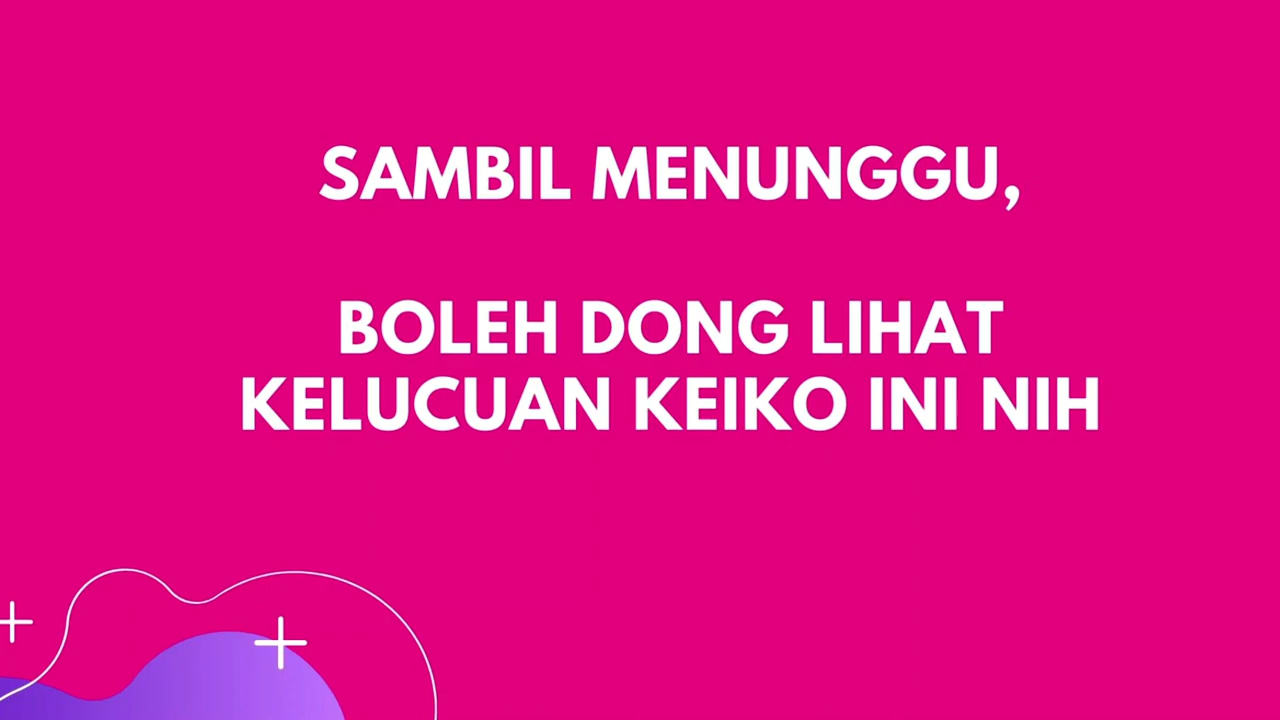 SAMBIL MENUNGGU,
BOLEH DONG LIHAT
KELUCUAN KEIKO INI NIH